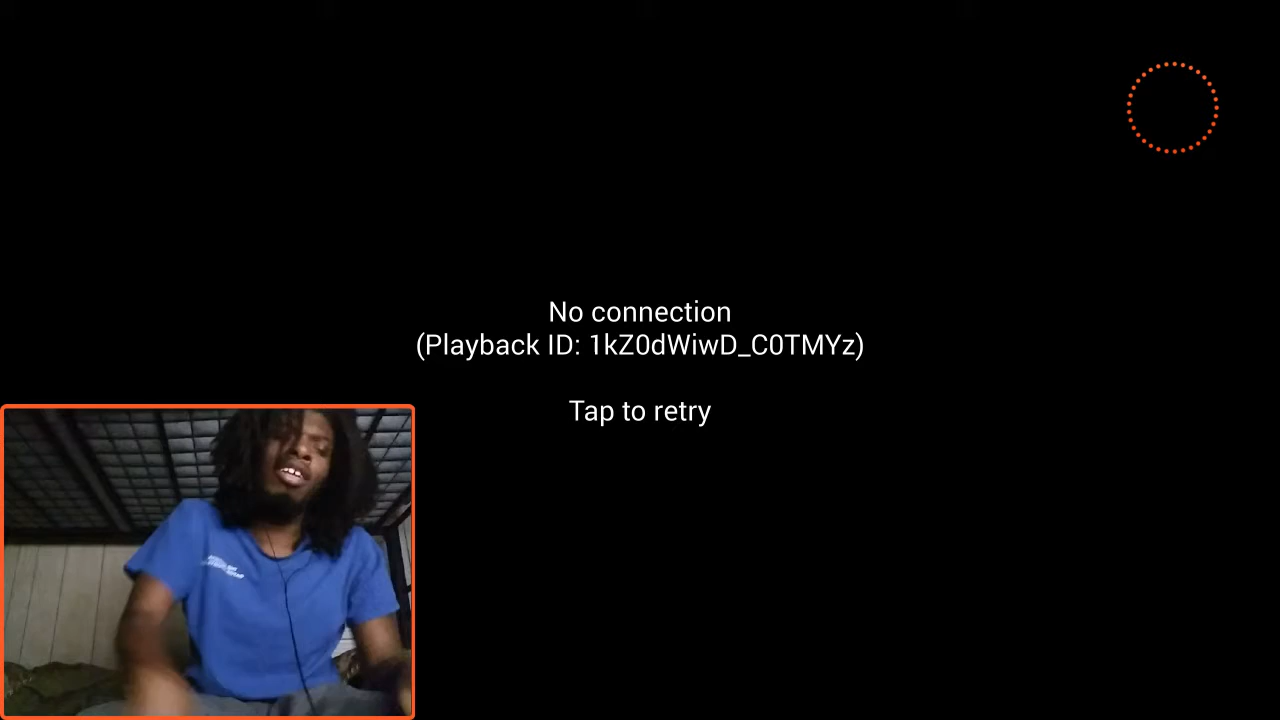 No connection
(Playback ID: 1kZ0dWiwD_C0TMYz)
Tap to retry